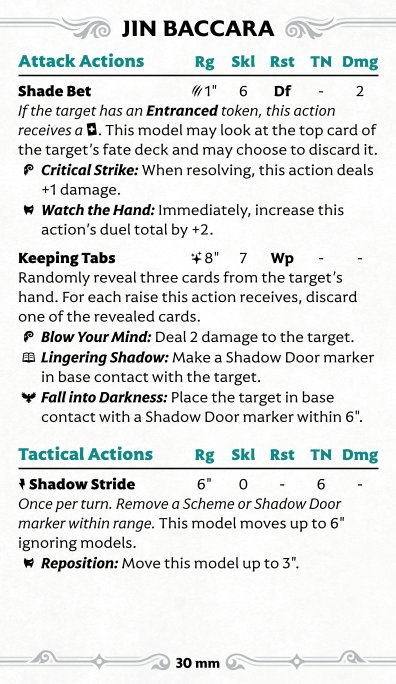 JIN BACCARA
Attack Actions Rg Skl Rst TN Dmg
Shade Bet 1" 6 Df - 2
If the target has an Entranced token, this action
receives a . This model may look at the top card of
the target's fate deck and may choose to discard it.
Critical Strike: When resolving, this action deals
+1 damage.
Watch the Hand: Immediately, increase this
action's duel total by +2.
Keeping Tabs 8" 7 Wp - -
Randomly reveal three cards from the target's
hand. For each raise this action receives, discard
one of the revealed cards.
Blow Your Mind: Deal 2 damage to the target.
Lingering Shadow: Make a Shadow Door marker
in base contact with the target.
Fall into Darkness: Place the target in base
contact with a Shadow Door marker within 6".
Tactical Actions Rg Skl Rst TN Dmg
Shadow Stride 6" 0 - 6 -
Once per turn. Remove a Scheme or Shadow Door
marker within range. This model moves up to 6"
ignoring models.
Reposition: Move this model up to 3".
30 mm